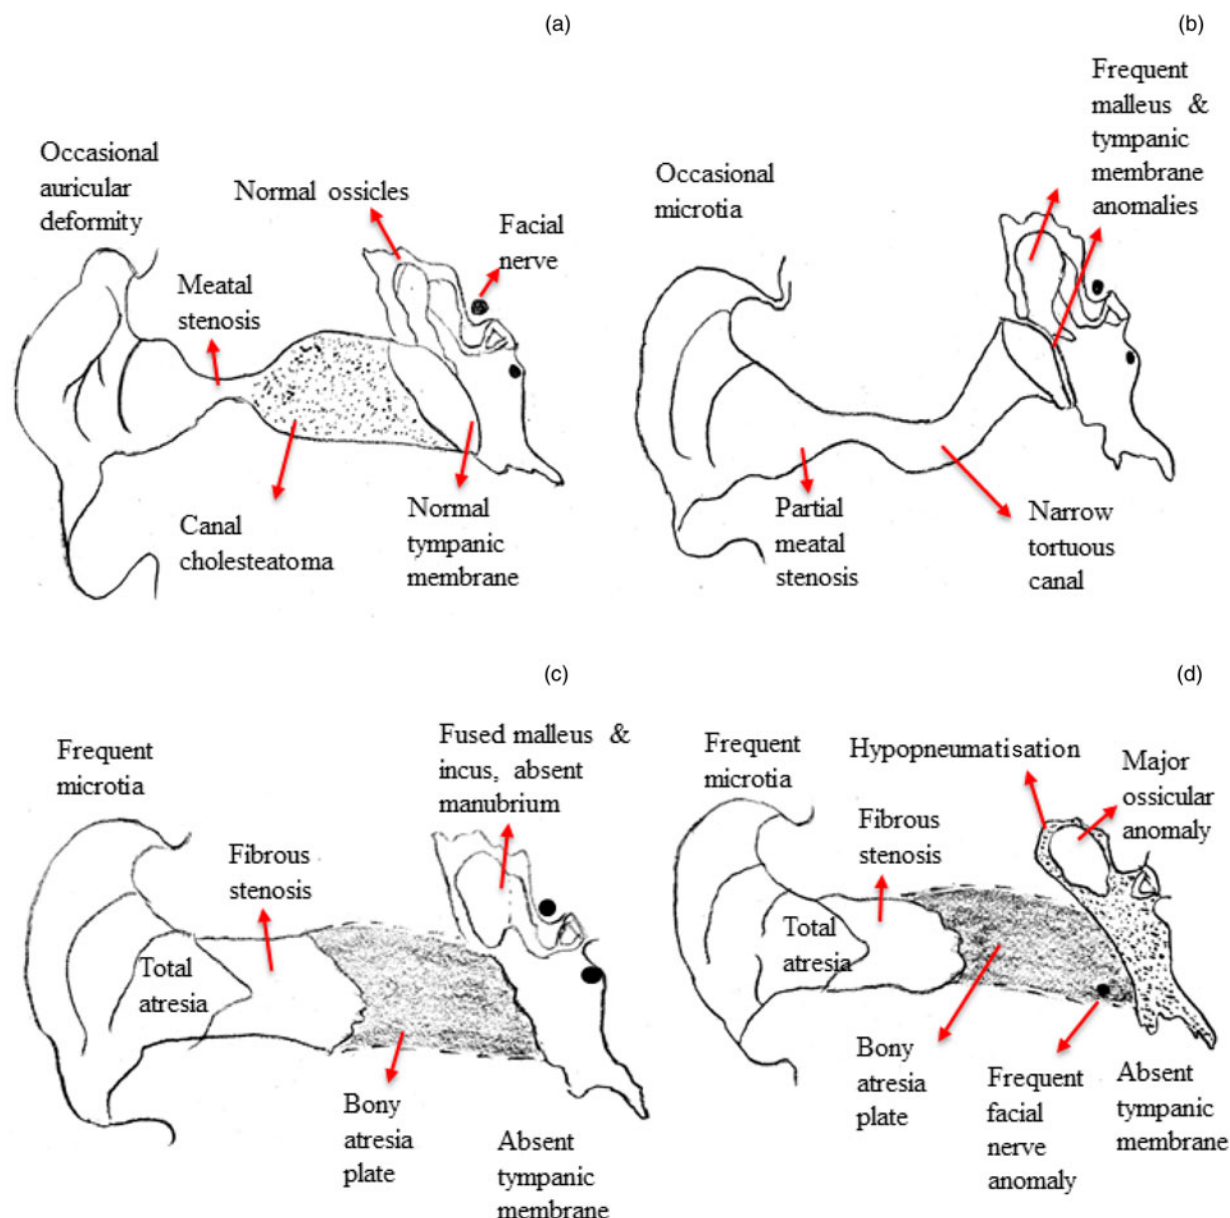 (a)
Occasional
auricular
deformity
Normal ossicles
Facial
nerve
Meatal
stenosis
Canal
cholesteatoma
Normal
tympanic
membrane
(b)
Frequent
malleus &
tympanic
membrane
anomalies
Occasional
microtia
Partial
meatal
stenosis
Narrow
tortuous
canal
(c)
Frequent
microtia
Fused malleus &
incus, absent
manubrium
Fibrous
stenosis
Total
atresia
Bony
atresia
plate
Absent
tympanic
membrane
(d)
Frequent
microtia
Hypopneumatisation
Major
ossicular
anomaly
Fibrous
stenosis
Total
atresia
Bony
atresia
plate
Frequent
facial
nerve
anomaly
Absent
tympanic
membrane